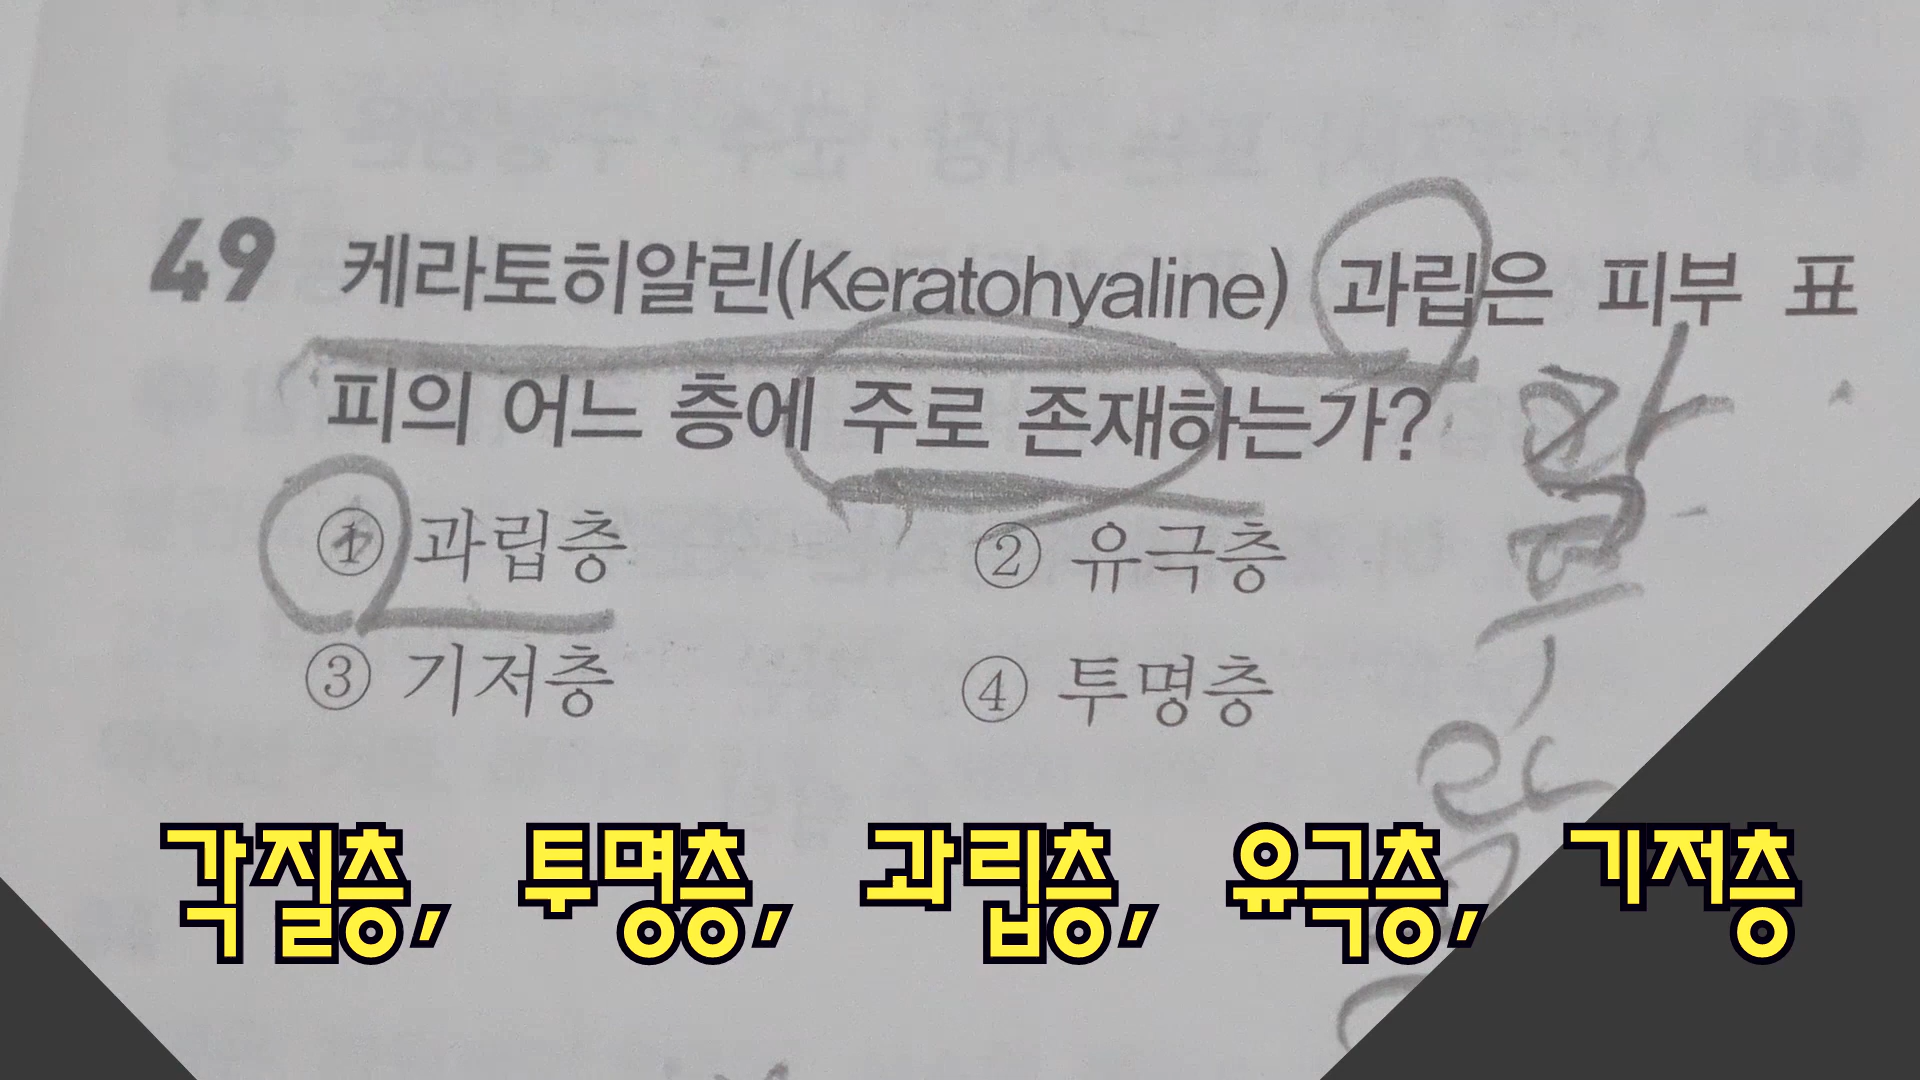 49 케라토히알린(Keratohyaline) 과립은 피부 표
피의 어느 층에 주로 존재하는가?
① 과립층 ② 유극층
③ 기저층 ④ 투명층
각질층, 투명층, 과립층, 유극층, 기저층